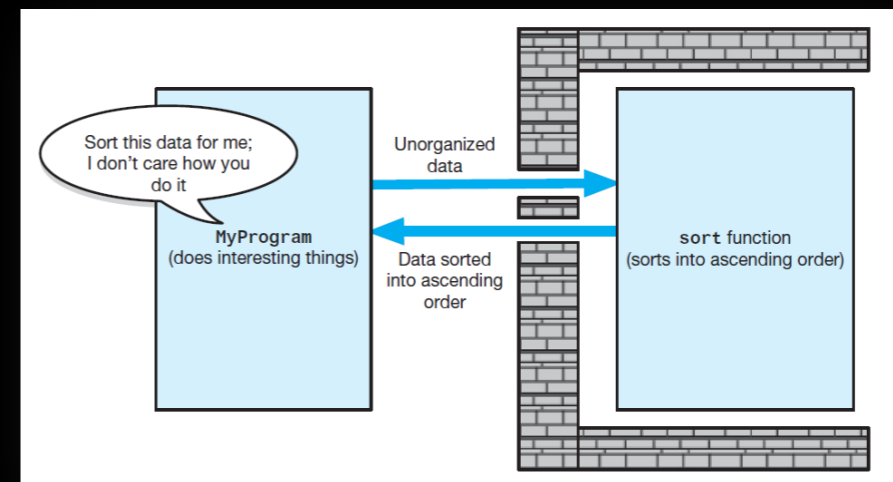 Sort this data for me;
I don't care how you
do it
MyProgram
(does interesting things)
Unorganized
data
Data sorted
into ascending
order
sort function
(sorts into ascending order)